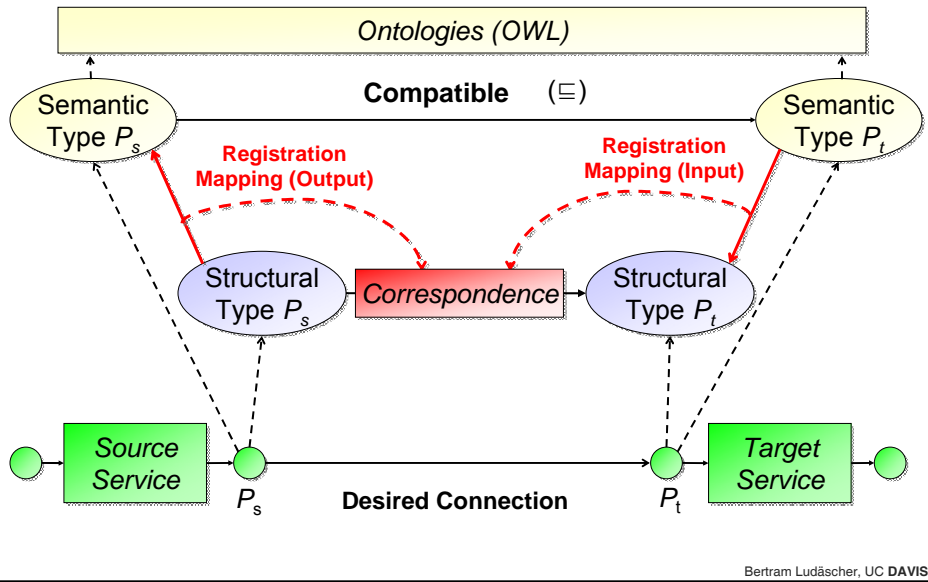 Ontologies (OWL)
Semantic
Type Ps
Compatible (⊑)
Semantic
Type Pt
Registration
Mapping (Output)
Registration
Mapping (Input)
Structural
Type Ps
Correspondence
Structural
Type Pt
Source
Service
Ps
Desired Connection
Pt
Target
Service
Bertram Ludäscher, UC DAVIS